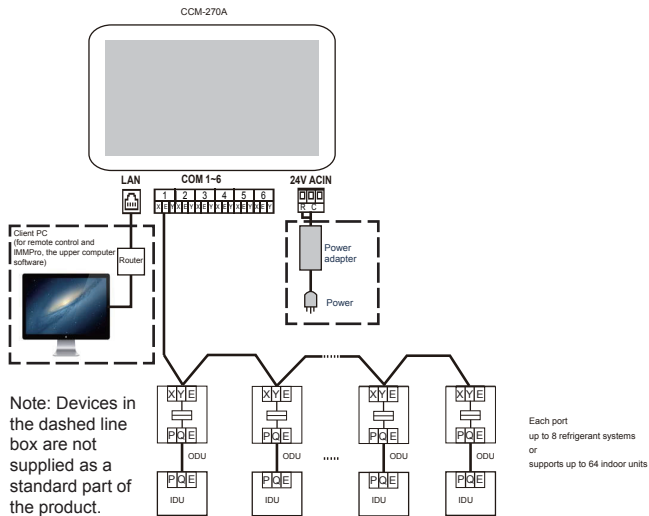 CCM-270A
LAN
COM 1~6
24V ACIN
1 2 3 4 5 6
X E Y X E Y X E Y X E Y X E Y X E Y
R C
Client PC
(for remote control and
IMMPro, the upper computer
software)
Router
Power
adapter
Power
X Y E
X Y E
X Y E
X Y E
P Q E
P Q E
P Q E
P Q E
ODU
ODU
ODU
ODU
P Q E
P Q E
P Q E
P Q E
IDU
IDU
IDU
IDU
Note: Devices in
the dashed line
box are not
supplied as a
standard part of
the product.
Each port
up to 8 refrigerant systems
or
supports up to 64 indoor units